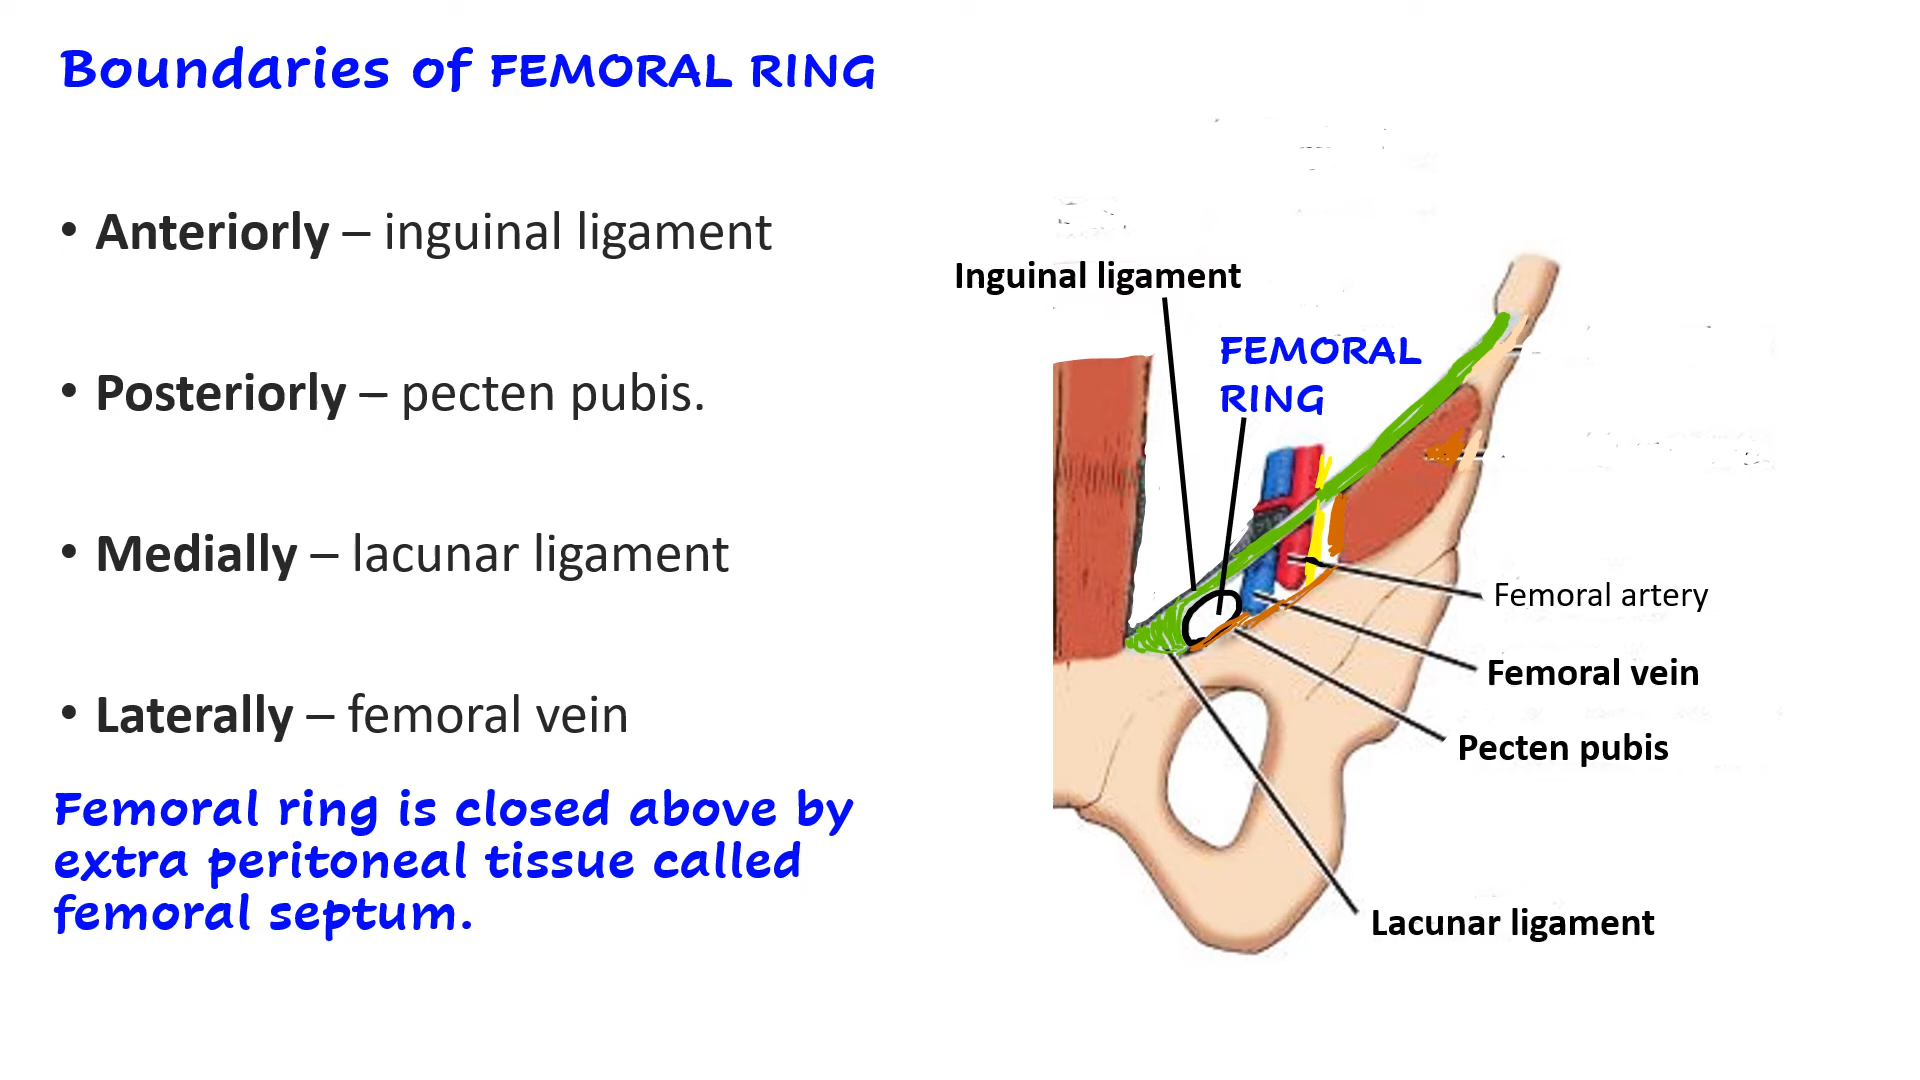 Boundaries of FEMORAL RING
• Anteriorly – inguinal ligament
• Posteriorly – pecten pubis.
• Medially – lacunar ligament
• Laterally – femoral vein
Femoral ring is closed above by
extra peritoneal tissue called
femoral septum.
Inguinal ligament
FEMORAL
RING
Femoral artery
Femoral vein
Pecten pubis
Lacunar ligament